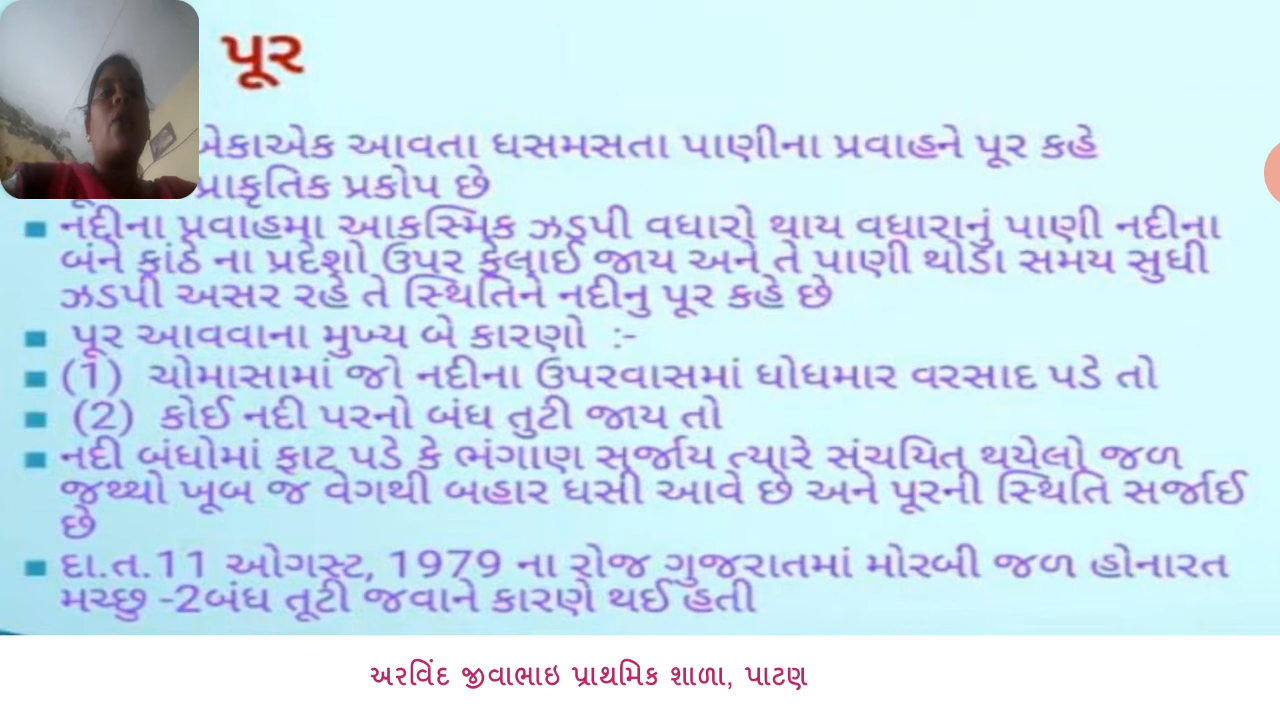 પૂર
એકાએક આવતા ધસમસતા પાણીના પ્રવાહને પૂર કહે
પ્રાકૃતિક પ્રકોપ છે
નદીના પ્રવાહમા આકસ્મિક ઝડપી વધારો થાય વધારાનું પાણી નદીના
બંને કાંઠે ના પ્રદેશો ઉપર ફેલાઈ જાય અને તે પાણી થોડા સમય સુધી
ઝડપી અસર રહે તે સ્થિતિને નદીનુ પૂર કહે છે
પૂર આવવાના મુખ્ય બે કારણો :-
(1) ચોમાસામાં જો નદીના ઉપરવાસમાં ધોધમાર વરસાદ પડે તો
(2) કોઈ નદી પરનો બંધ તુટી જાય તો
નદી બંધોમાં ફાટ પડે કે ભંગાણ સર્જાય ત્યારે સંચયિત થયેલો જળ
જથ્થો ખૂબ જ વેગથી બહાર ધસી આવે છે અને પૂરની સ્થિતિ સર્જાઈ
છે
દા.ત.11 ઓગસ્ટ, 1979 ના રોજ ગુજરાતમાં મોરબી જળ હોનારત
મચ્છુ -2બંધ તૂટી જવાને કારણે થઈ હતી
અરવિંદ જીવાભાઇ પ્રાથમિક શાળા, પાટણ